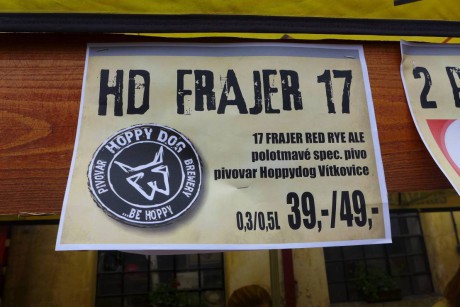 HD FRAJER 17
17 FRAJER RED RYE ALE
polotmavé spec. pivo
pivovar Hoppydog Vítkovice
0,3/0,5L 39,-/49,-
HOPPY DOG
PIVOVAR
BREWERY
...BE HOPPY
2